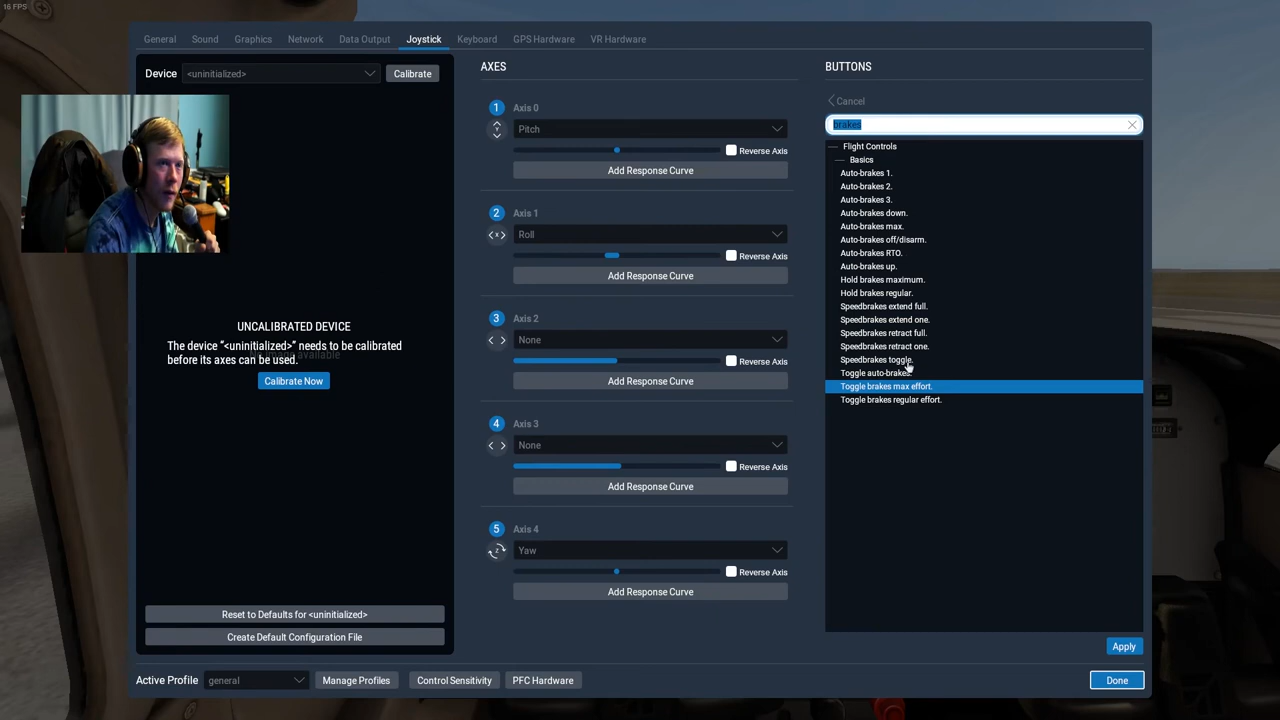 16 FPS
General
Sound
Graphics
Network
Data Output
Joystick
Keyboard
GPS Hardware
VR Hardware
Device
<uninitialized>
Calibrate
UNCALIBRATED DEVICE
The device "<uninitialized>" needs to be calibrated
before its axes can be used.
No image available
Calibrate Now
Reset to Defaults for <uninitialized>
Create Default Configuration File
AXES
1
Axis 0
Y
Pitch
Reverse Axis
Add Response Curve
2
Axis 1
X
Roll
Reverse Axis
Add Response Curve
3
Axis 2
None
Reverse Axis
Add Response Curve
4
Axis 3
None
Reverse Axis
Add Response Curve
5
Axis 4
Z
Yaw
Reverse Axis
Add Response Curve
BUTTONS
Cancel
brakes
Flight Controls
Basics
Auto-brakes 1.
Auto-brakes 2.
Auto-brakes 3.
Auto-brakes down.
Auto-brakes max.
Auto-brakes off/disarm.
Auto-brakes RTO.
Auto-brakes up.
Hold brakes maximum.
Hold brakes regular.
Speedbrakes extend full.
Speedbrakes extend one.
Speedbrakes retract full.
Speedbrakes retract one.
Speedbrakes toggle.
Toggle auto-brakes.
Toggle brakes max effort.
Toggle brakes regular effort.
Apply
Active Profile
general
Manage Profiles
Control Sensitivity
PFC Hardware
Done